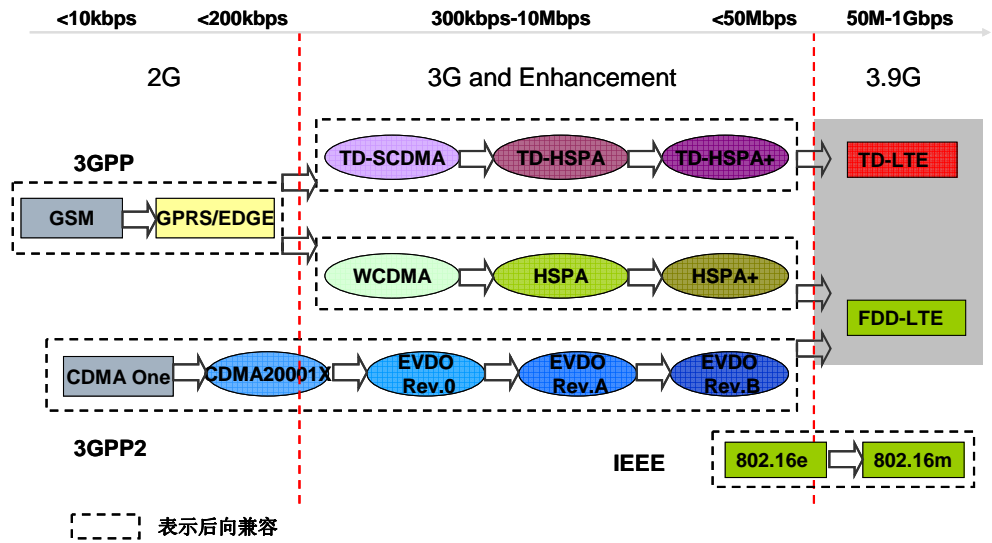 <10kbps <200kbps 300kbps-10Mbps <50Mbps 50M-1Gbps
2G 3G and Enhancement 3.9G
3GPP
TD-SCDMA TD-HSPA TD-HSPA+ TD-LTE
GSM GPRS/EDGE
WCDMA HSPA HSPA+
FDD-LTE
CDMA One CDMA20001X EVDO Rev.0 EVDO Rev.A EVDO Rev.B
3GPP2
IEEE 802.16e 802.16m
表示后向兼容